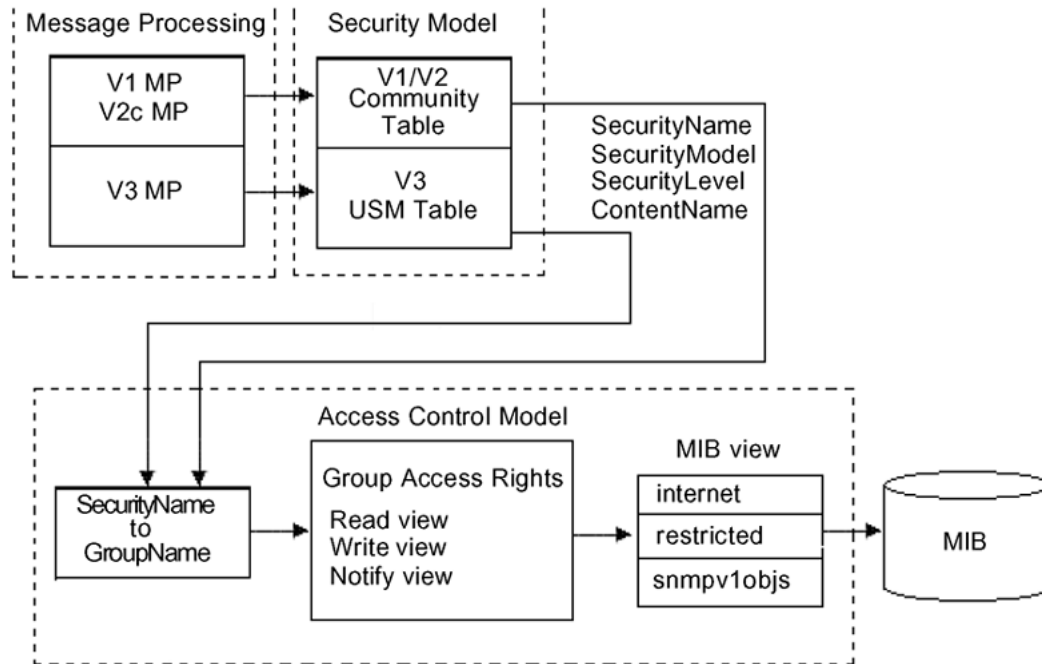 Message Processing
Security Model
V1 MP
V2c MP
V1/V2
Community
Table
V3 MP
V3
USM Table
SecurityName
SecurityModel
SecurityLevel
ContentName
Access Control Model
SecurityName
to
GroupName
Group Access Rights
Read view
Write view
Notify view
MIB view
internet
restricted
snmpv1objs
MIB